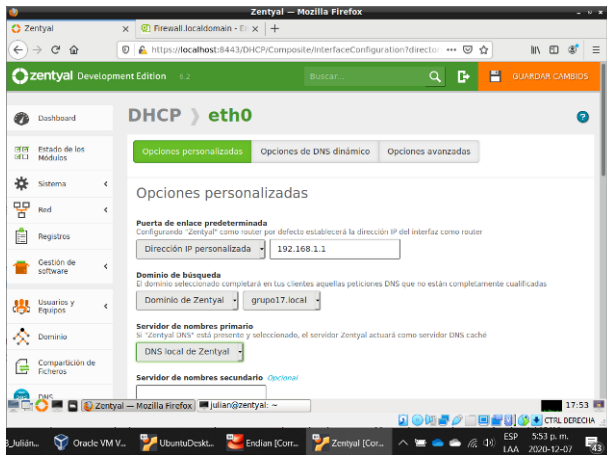 Zentyal — Mozilla Firefox
Zentyal
Firewall.localdomain - En
https://localhost:8443/DHCP/Composite/InterfaceConfiguration?director
zentyal Development Edition 6.2
Buscar...
GUARDAR CAMBIOS
Dashboard
Estado de los Módulos
Sistema
Red
Registros
Gestión de software
Usuarios y Equipos
Dominio
Compartición de Ficheros
DNS
DHCP eth0
Opciones personalizadas
Opciones de DNS dinámico
Opciones avanzadas
Opciones personalizadas
Puerta de enlace predeterminada
Configurando "Zentyal" como router por defecto establecerá la dirección IP del interfaz como router
Dirección IP personalizada
192.168.1.1
Dominio de búsqueda
El dominio seleccionado completará en tus clientes aquellas peticiones DNS que no están completamente cualificadas
Dominio de Zentyal
grupo17.local
Servidor de nombres primario
Si "Zentyal DNS" está presente y seleccionado, el servidor Zentyal actuará como servidor DNS caché
DNS local de Zentyal
Servidor de nombres secundario Opcional
Zentyal — Mozilla Firefox
julian@zentyal: ~
17:53
CTRL DERECHA
Julián...
Oracle VM V...
UbuntuDeskt...
Endian [Corr...
Zentyal [Cor...
ESP
LAA
5:53 p. m.
2020-12-07
43